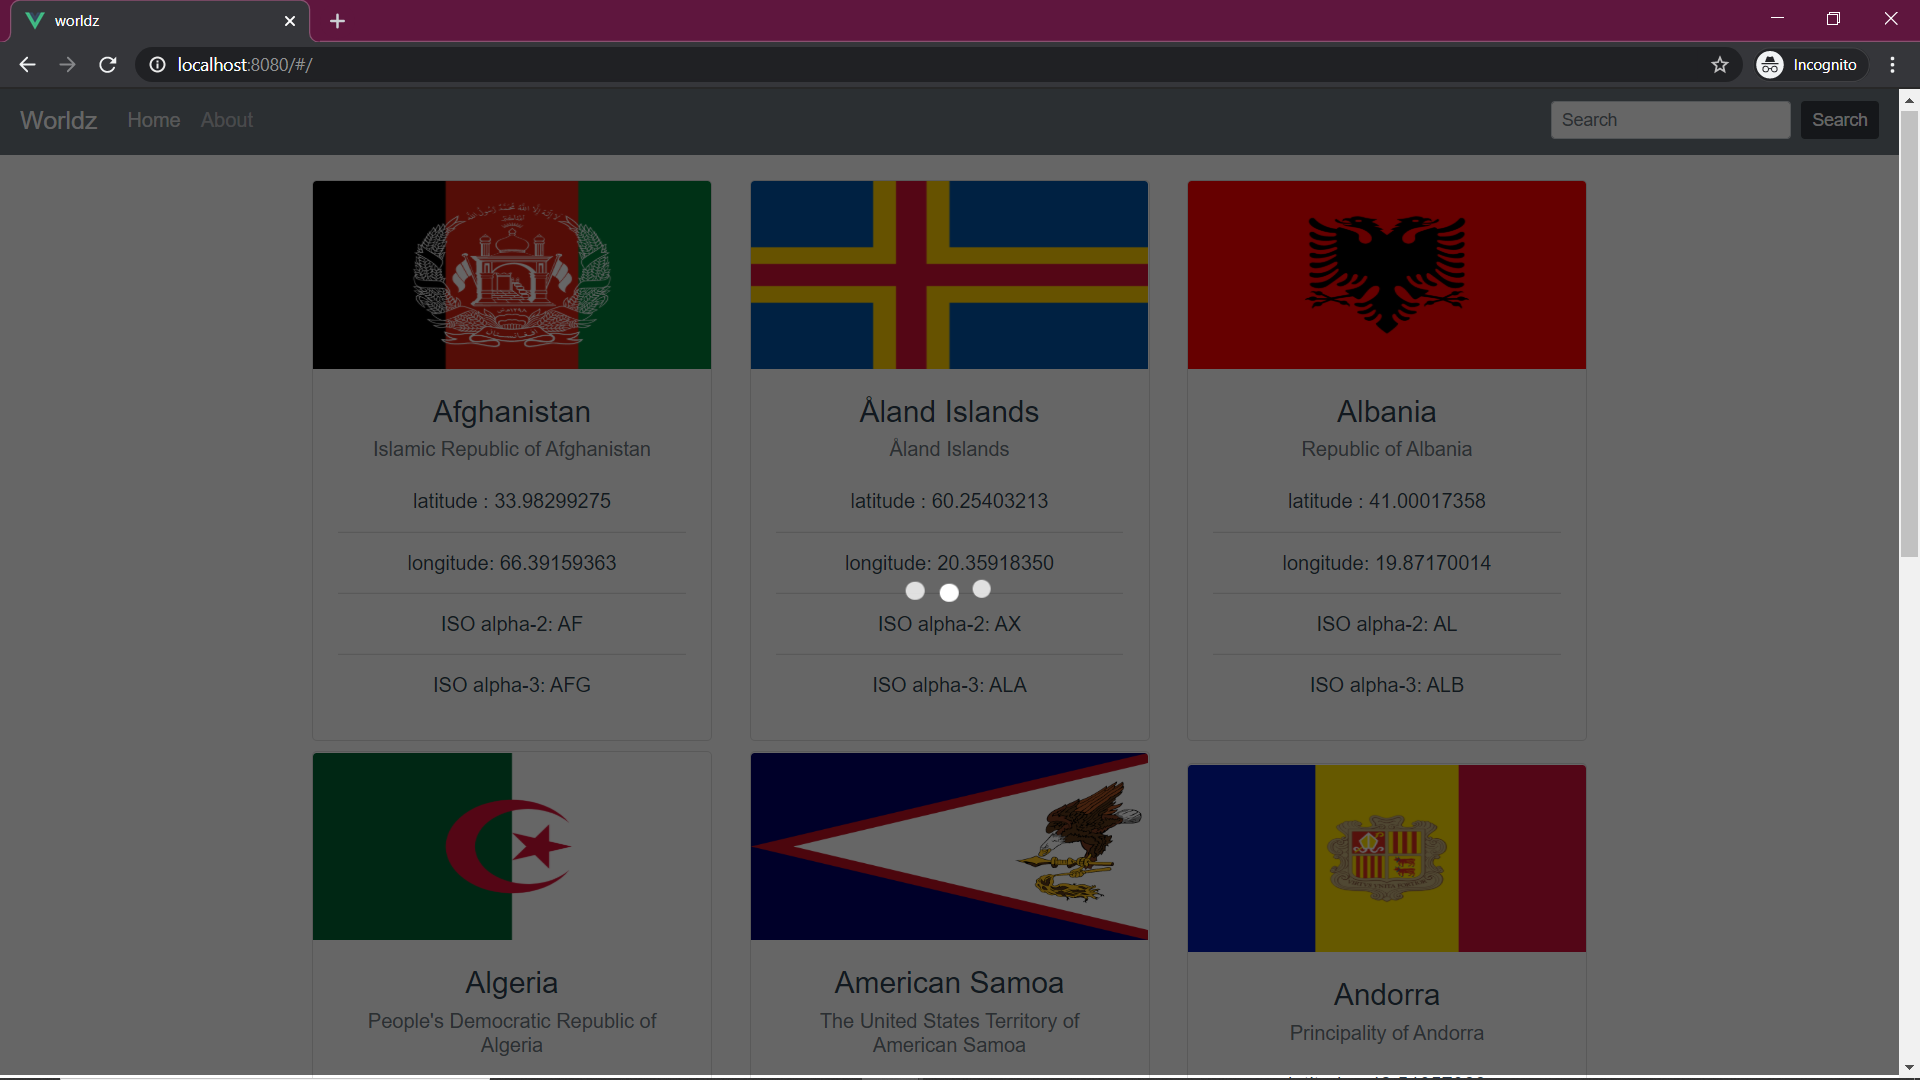 worldz
localhost:8080/#/
Incognito
Worldz Home About
Search Search
Afghanistan
Islamic Republic of Afghanistan
latitude : 33.98299275
longitude: 66.39159363
ISO alpha-2: AF
ISO alpha-3: AFG
Åland Islands
Åland Islands
latitude : 60.25403213
longitude: 20.35918350
ISO alpha-2: AX
ISO alpha-3: ALA
Albania
Republic of Albania
latitude : 41.00017358
longitude: 19.87170014
ISO alpha-2: AL
ISO alpha-3: ALB
Algeria
People's Democratic Republic of
Algeria
American Samoa
The United States Territory of
American Samoa
Andorra
Principality of Andorra